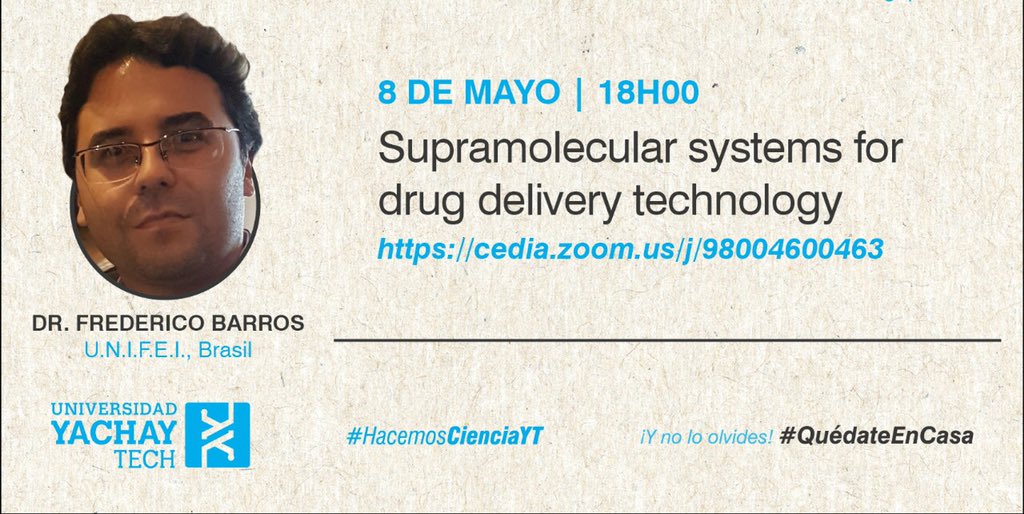 8 DE MAYO | 18H00
Supramolecular systems for
drug delivery technology
https://cedia.zoom.us/j/98004600463
DR. FREDERICO BARROS
U.N.I.F.E.I., Brasil
UNIVERSIDAD
YACHAY
TECH
#HacemosCienciaYT
¡Y no lo olvides! #QuédateEnCasa